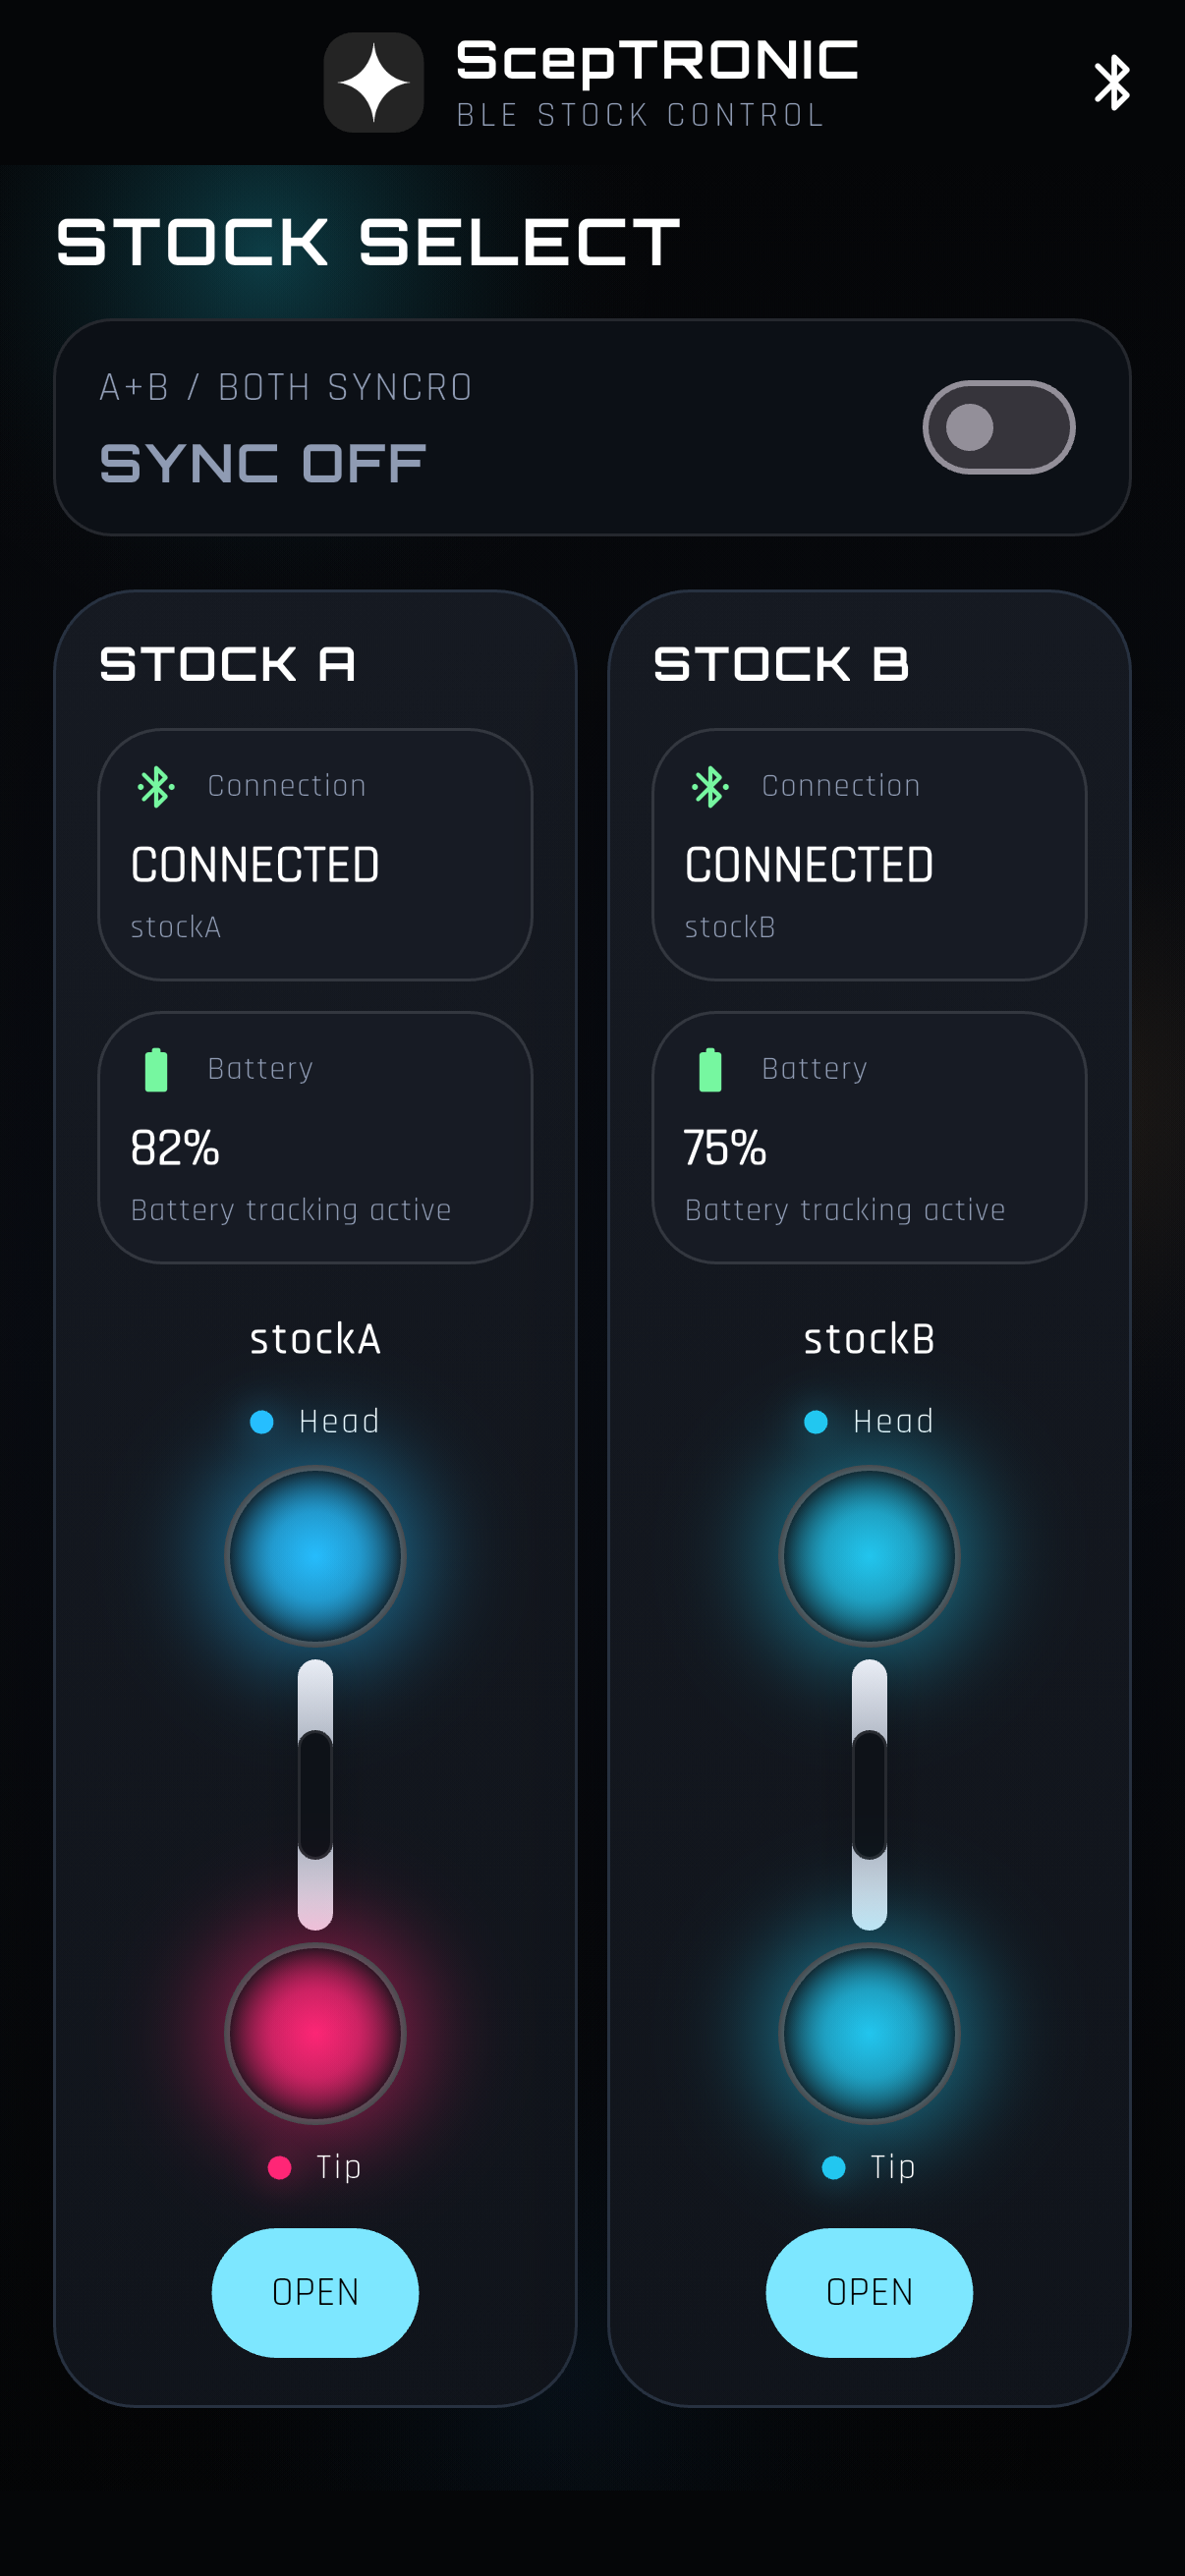 ScepTRONIC
BLE STOCK CONTROL
STOCK SELECT
A+B / BOTH SYNCRO
SYNC OFF
STOCK A
Connection
CONNECTED
stockA
Battery
82%
Battery tracking active
stockA
Head
Tip
OPEN
STOCK B
Connection
CONNECTED
stockB
Battery
75%
Battery tracking active
stockB
Head
Tip
OPEN